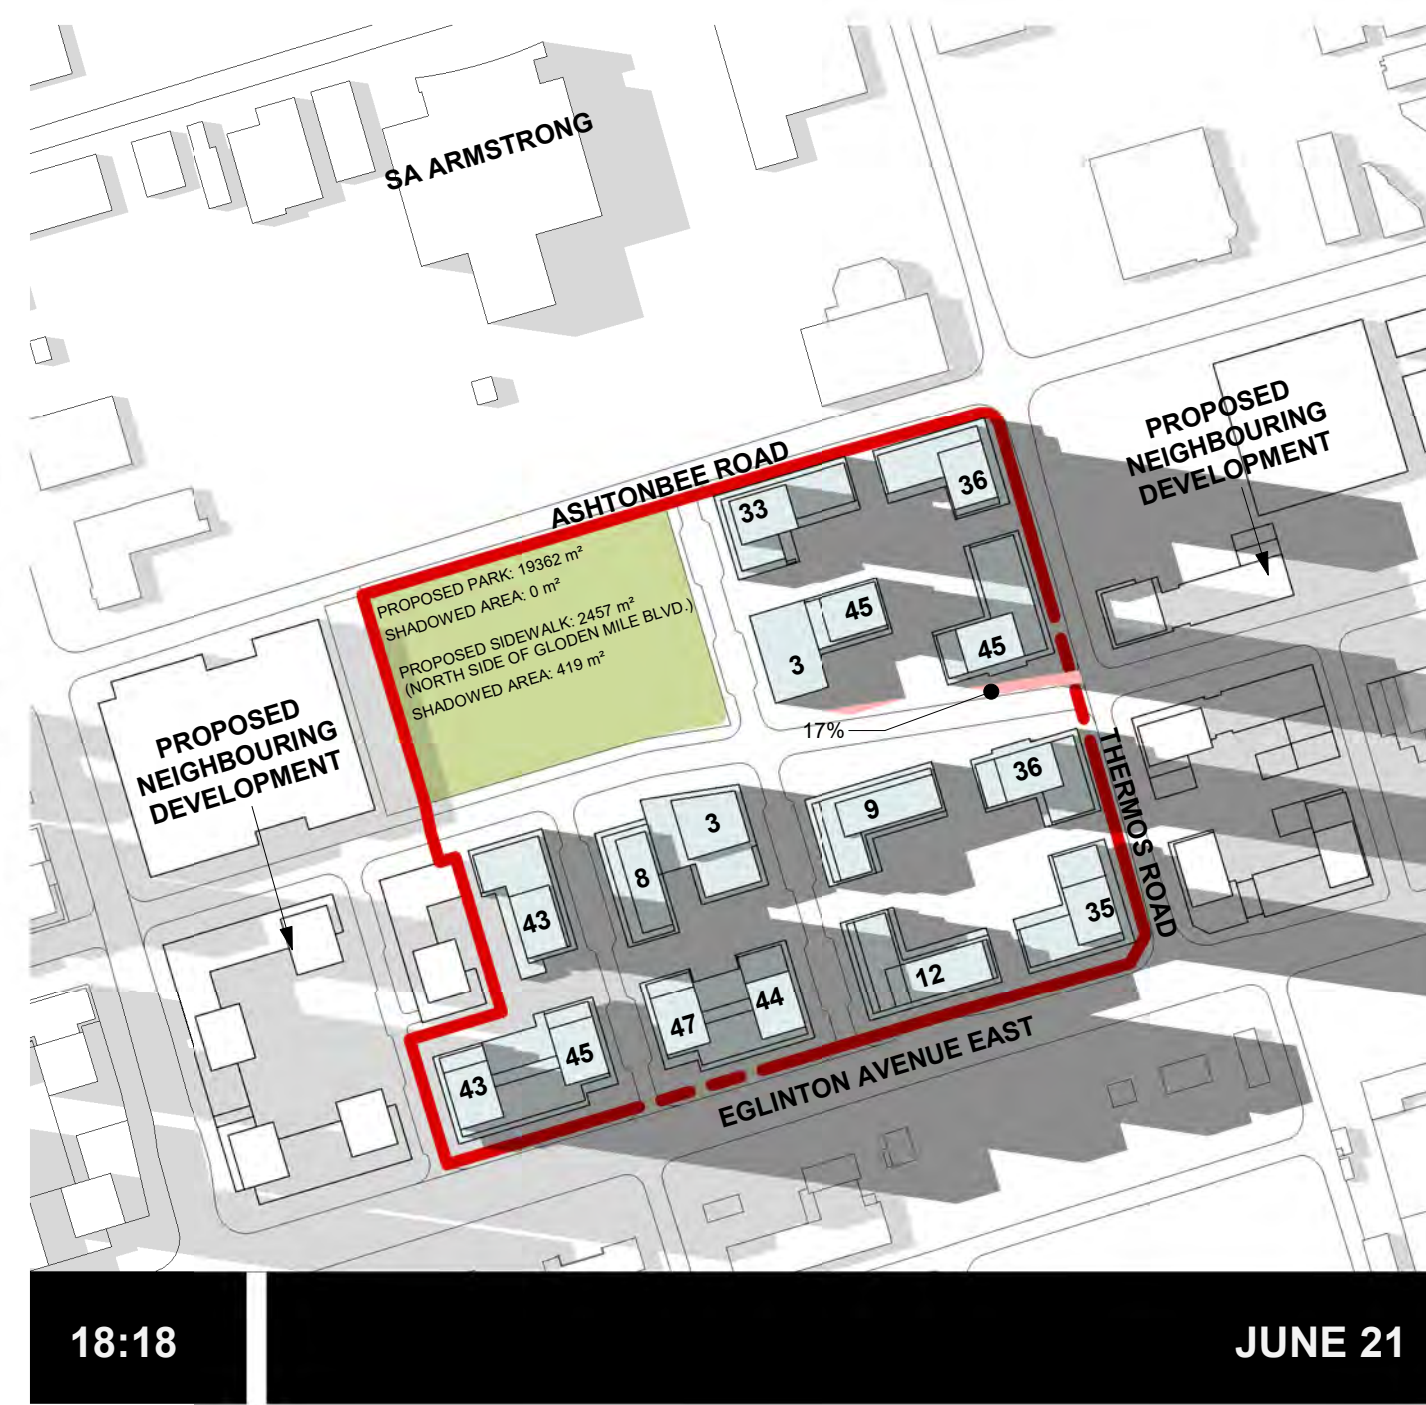 SA ARMSTRONG
PROPOSED
NEIGHBOURING
DEVELOPMENT
ASHTONBEE ROAD
36
33
PROPOSED PARK: 19362 m²
SHADOWED AREA: 0 m²
PROPOSED SIDEWALK: 2457 m²
(NORTH SIDE OF GLODEN MILE BLVD.)
SHADOWED AREA: 419 m²
45
3
45
17%
PROPOSED
NEIGHBOURING
DEVELOPMENT
THERMOS ROAD
36
9
3
8
43
35
12
44
47
45
43
EGLINTON AVENUE EAST
18:18
JUNE 21